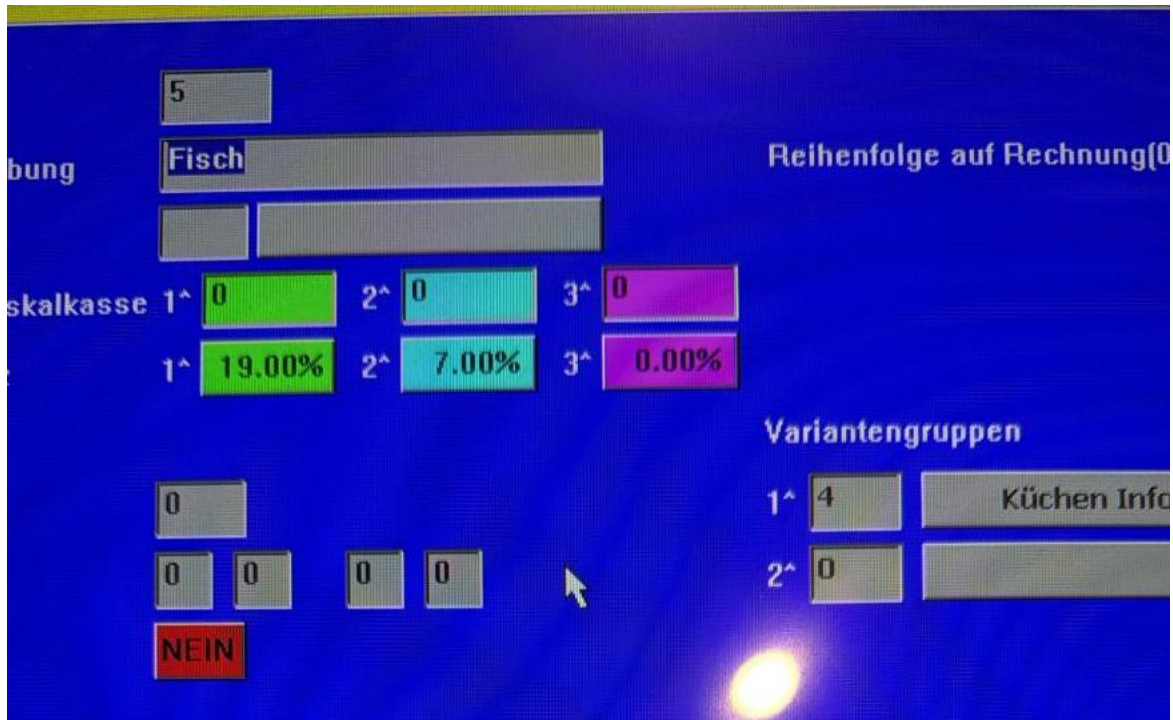 5
bung Fisch Reihenfolge auf Rechnung(0
skalkasse 1^ 0 2^ 0 3^ 0
1^ 19.00% 2^ 7.00% 3^ 0.00%
Variantengruppen
0 1^ 4 Küchen Info
0 0 0 0 2^ 0
NEIN